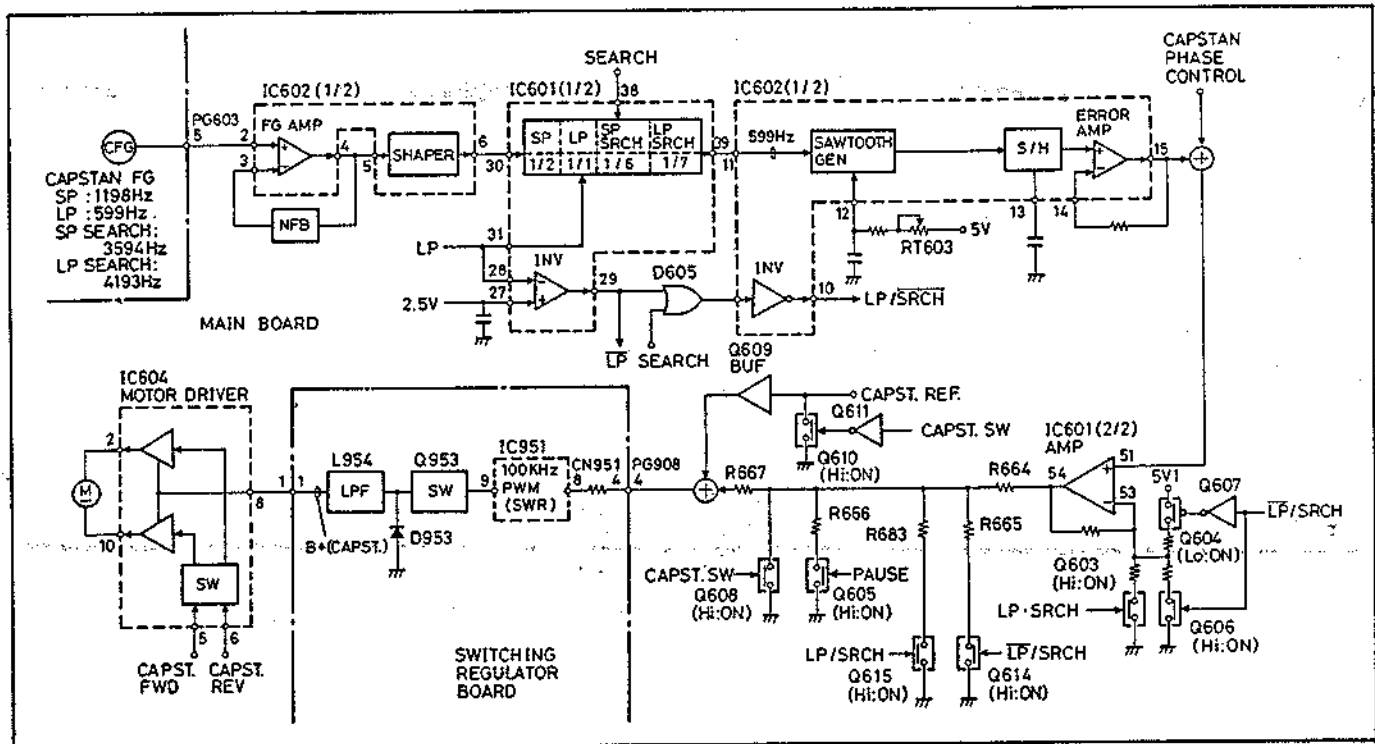 SEARCH
CAPSTAN
PHASE
CONTROL
IC602 (1/2)
IC601(1/2)
38
IC602(1/2)
PG603
5
2
FG AMP
4
3
5
SHAPER
6
30
SP
LP
SP
SRCH
LP
SRCH
1/2
1/1
1/6
1/7
39
11
599Hz
SAWTOOTH
GEN
S/H
ERROR
AMP
15
CFG
CAPSTAN FG
SP :1198Hz
LP :599Hz
SP SEARCH:
3594Hz
LP SEARCH:
4193Hz
NFB
12
13
14
RT603
5V
LP
31
28
INV
27
29
2.5V
D605
INV
10
LP/S̅R̅C̅H̅
MAIN BOARD
L̅P̅
SEARCH
Q609
BUF
CAPST. REF.
Q611
CAPST. SW
Q610
(Hi:ON)
IC604
MOTOR DRIVER
2
10
M
SW
5
6
8
CAPST.
FWD
CAPST.
REV
1
1
L954
LPF
B+(CAPST.)
D953
Q953
SW
9
IC951
100KHz
PWM
(SWR)
8
CN951
4
PG908
4
SWITCHING
REGULATOR
BOARD
R667
R656
R683
R665
R664
IC601(2/2)
AMP
54
51
53
5V1
Q607
L̅P̅/SRCH
Q604
(Lo:ON)
Q603
(Hi:ON)
LP·SRCH
Q606
(Hi:ON)
CAPST. SW
Q608
(Hi:ON)
PAUSE
Q605
(Hi:ON)
LP/SRCH
Q615
(Hi:ON)
L̅P̅/SRCH
Q614
(Hi:ON)